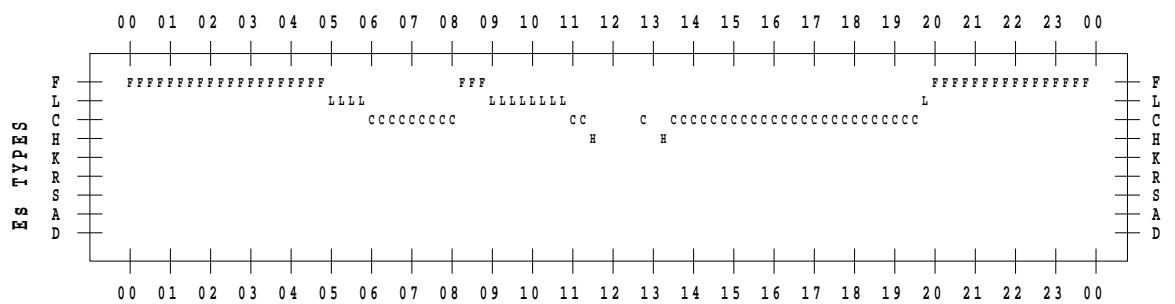 00 01 02 03 04 05 06 07 08 09 10 11 12 13 14 15 16 17 18 19 20 21 22 23 00
F FFFFFFFFFFFFFFFFFFFF FFF FFFFFFFFFFFFFFFF F
L LLLL LLLLLLLL L L
C CCCCCCCCC CC C CCCCCCCCCCCCCCCCCCCCCCCCC C
H H H H
K K
R R
S S
A A
D D
Es TYPES
00 01 02 03 04 05 06 07 08 09 10 11 12 13 14 15 16 17 18 19 20 21 22 23 00